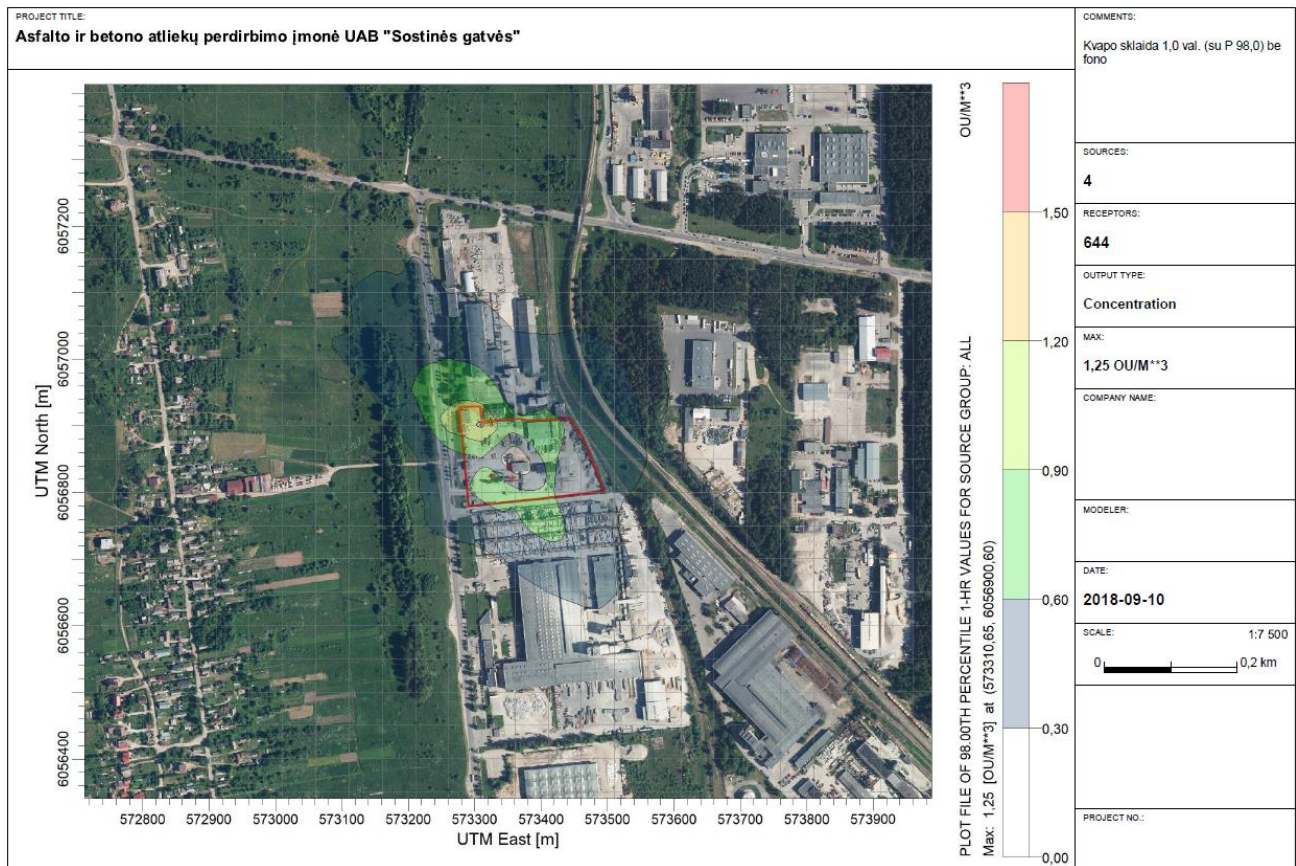 PROJECT TITLE:
Asfalto ir betono atliekų perdirbimo įmonė UAB "Sostinės gatvės"
COMMENTS:
Kvapo sklaida 1,0 val. (su P 98,0) be
fono
SOURCES:
4
RECEPTORS:
644
OUTPUT TYPE:
Concentration
MAX:
1,25 OU/M**3
COMPANY NAME:
MODELER:
DATE:
2018-09-10
SCALE:
1:7 500
0
0,2 km
PROJECT NO.:
UTM North [m]
6057200
6057000
6056800
6056600
6056400
572800 572900 573000 573100 573200 573300 573400 573500 573600 573700 573800 573900
UTM East [m]
OU/M**3
PLOT FILE OF 98.00TH PERCENTILE 1-HR VALUES FOR SOURCE GROUP: ALL
Max: 1,25 [OU/M**3] at (573310,65, 6056900,60)
1,50
1,20
0,90
0,60
0,30
0,00